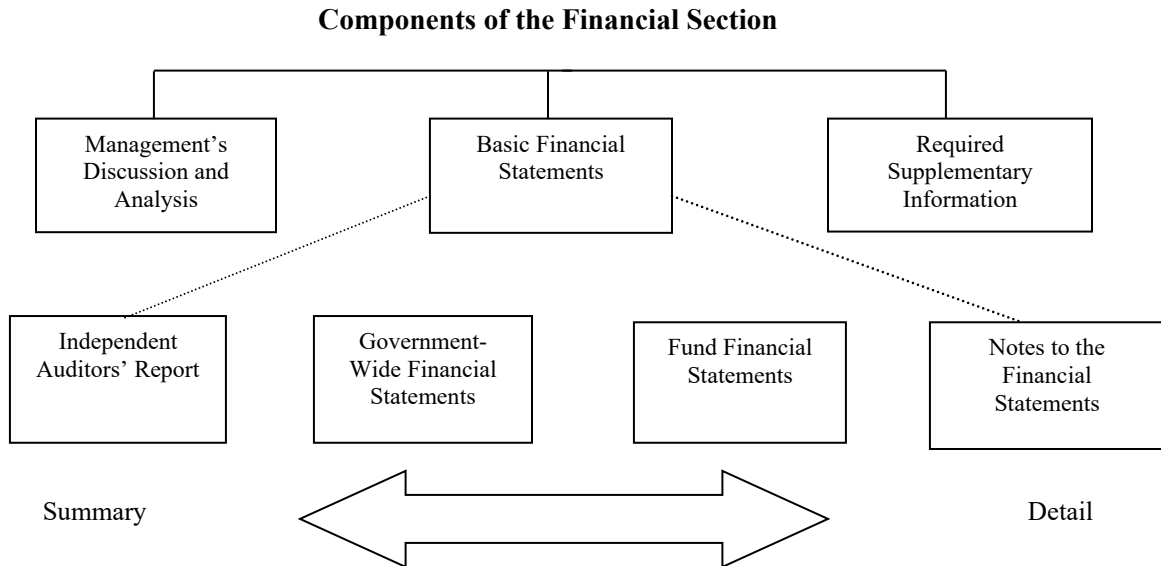 Components of the Financial Section
Management’s
Discussion and
Analysis
Basic Financial
Statements
Required
Supplementary
Information
Independent
Auditors’ Report
Government-
Wide Financial
Statements
Fund Financial
Statements
Notes to the
Financial
Statements
Summary
Detail